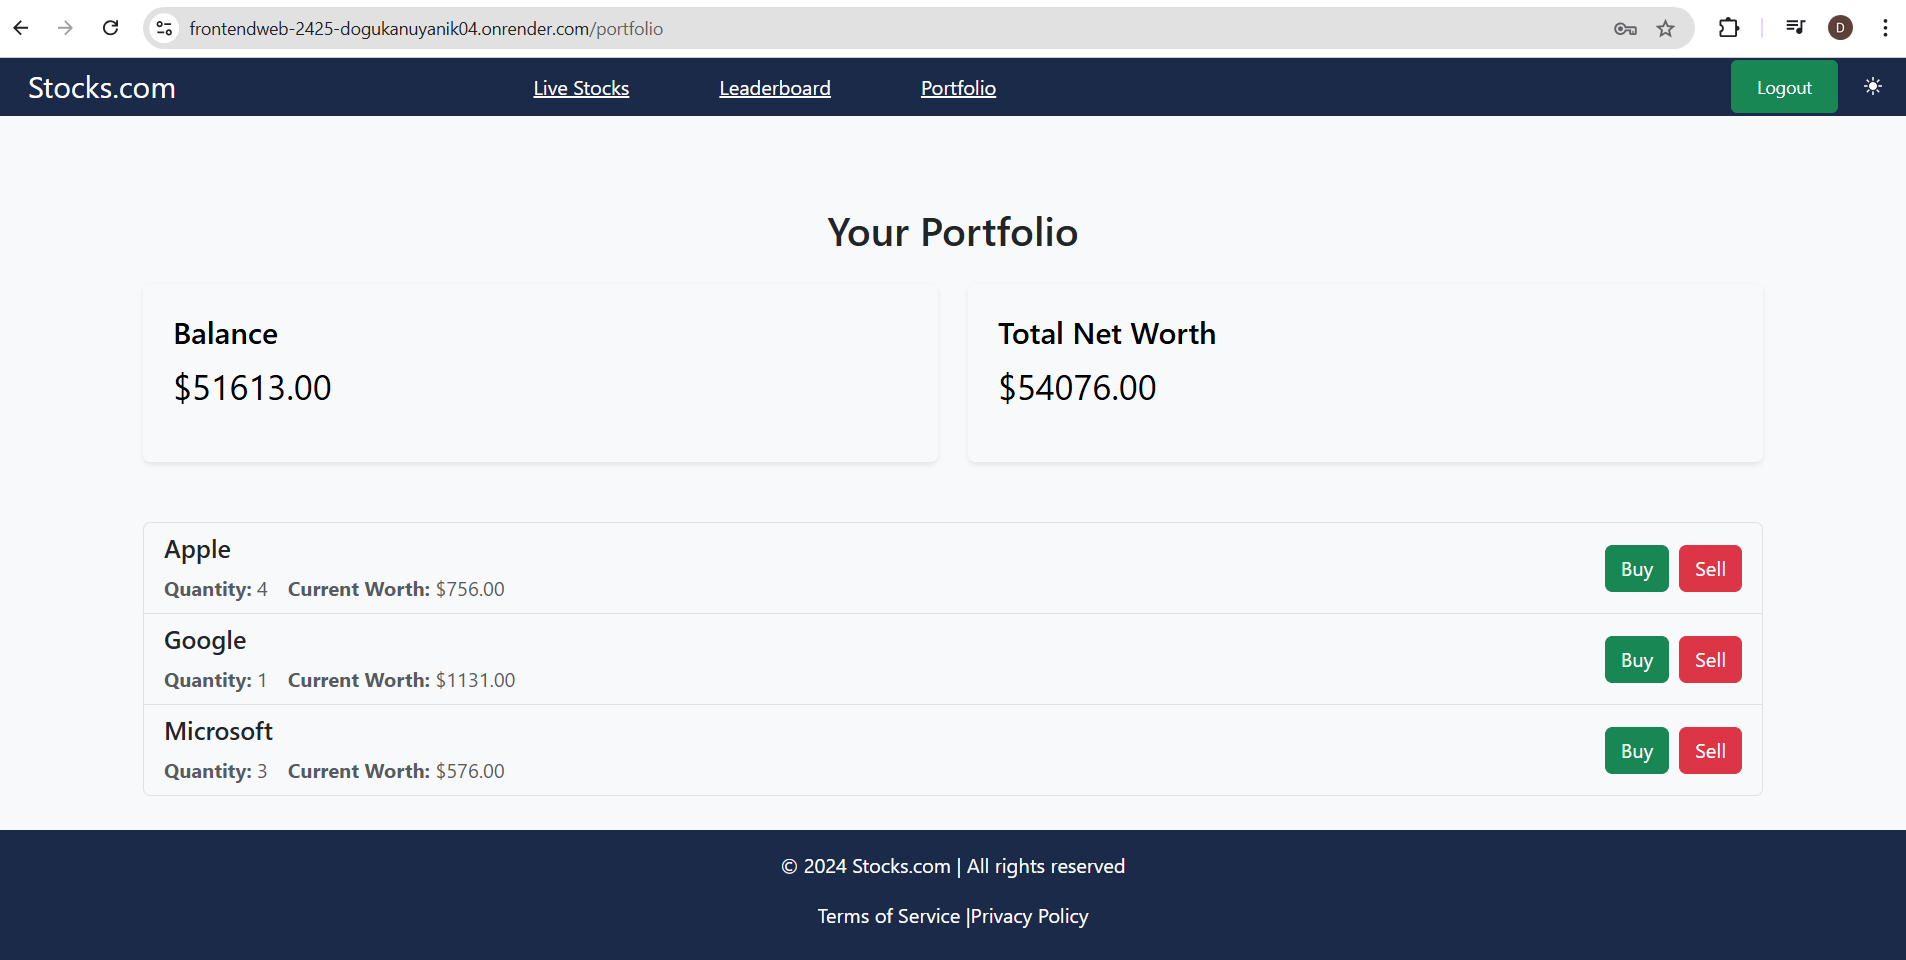 frontendweb-2425-dogukanuyanik04.onrender.com/portfolio
D
Stocks.com
Live Stocks
Leaderboard
Portfolio
Logout
Your Portfolio
Balance
$51613.00
Total Net Worth
$54076.00
Apple
Quantity: 4 Current Worth: $756.00
Buy
Sell
Google
Quantity: 1 Current Worth: $1131.00
Buy
Sell
Microsoft
Quantity: 3 Current Worth: $576.00
Buy
Sell
© 2024 Stocks.com | All rights reserved
Terms of Service |Privacy Policy